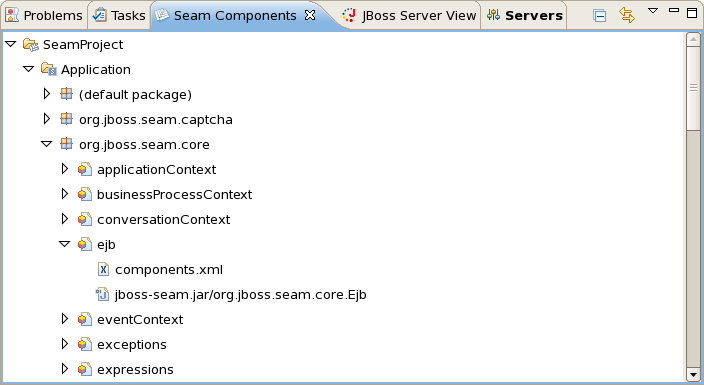 Problems Tasks Seam Components JBoss Server View Servers
SeamProject
Application
(default package)
org.jboss.seam.captcha
org.jboss.seam.core
applicationContext
businessProcessContext
conversationContext
ejb
components.xml
jboss-seam.jar/org.jboss.seam.core.Ejb
eventContext
exceptions
expressions